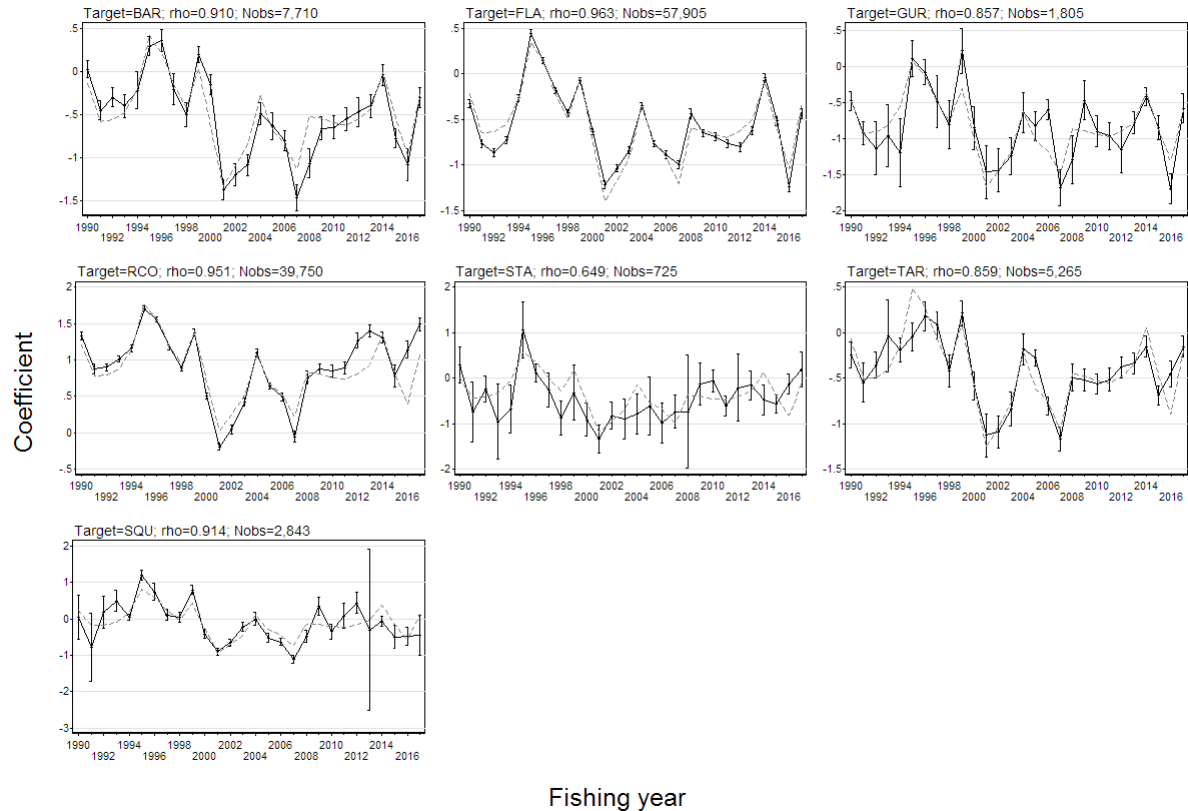 Target=BAR; rho=0.910; Nobs=7,710
.5
0
-.5
-1
-1.5
1990 1994 1996 1998 2000 2002 2004 2006 2008 2010 2012 2014 2016
1992
Target=FLA; rho=0.963; Nobs=57,905
.5
0
-.5
-1
-1.5
1990 1994 1996 1998 2000 2002 2004 2006 2008 2010 2012 2014 2016
1992
Target=GUR; rho=0.857; Nobs=1,805
.5
0
-.5
-1
-1.5
-2
1990 1994 1996 1998 2000 2002 2004 2006 2008 2010 2012 2014 2016
1992
Target=RCO; rho=0.951; Nobs=39,750
2
1.5
1
.5
0
-.5
1990 1994 1996 1998 2000 2002 2004 2006 2008 2010 2012 2014 2016
1992
Target=STA; rho=0.649; Nobs=725
2
1
0
-1
-2
1990 1994 1996 1998 2000 2002 2004 2006 2008 2010 2012 2014 2016
1992
Target=TAR; rho=0.859; Nobs=5,265
.5
0
-.5
-1
-1.5
1990 1994 1996 1998 2000 2002 2004 2006 2008 2010 2012 2014 2016
1992
Target=SQU; rho=0.914; Nobs=2,843
2
1
0
-1
-2
-3
1990 1994 1996 1998 2000 2002 2004 2006 2008 2010 2012 2014 2016
1992
Coefficient
Fishing year